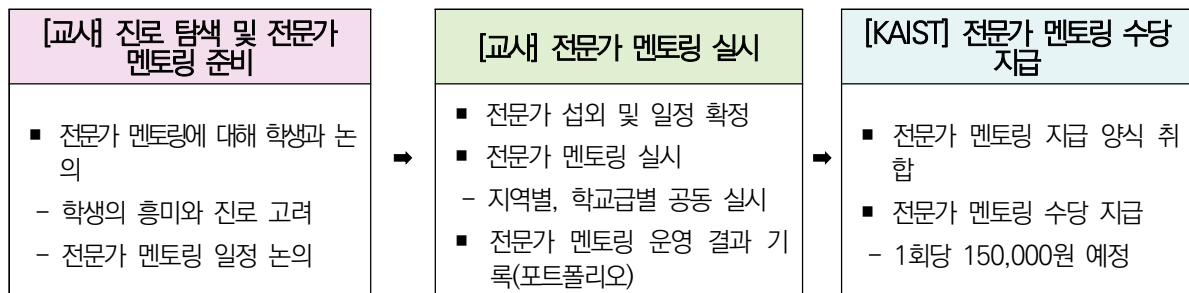 [교사] 진로 탐색 및 전문가
멘토링 준비
■ 전문가 멘토링에 대해 학생과 논
의
- 학생의 흥미와 진로 고려
- 전문가 멘토링 일정 논의
➡
[교사] 전문가 멘토링 실시
■ 전문가 섭외 및 일정 확정
■ 전문가 멘토링 실시
- 지역별, 학교급별 공동 실시
■ 전문가 멘토링 운영 결과 기
록(포트폴리오)
➡
[KAIST] 전문가 멘토링 수당
지급
■ 전문가 멘토링 지급 양식 취
합
■ 전문가 멘토링 수당 지급
- 1회당 150,000원 예정